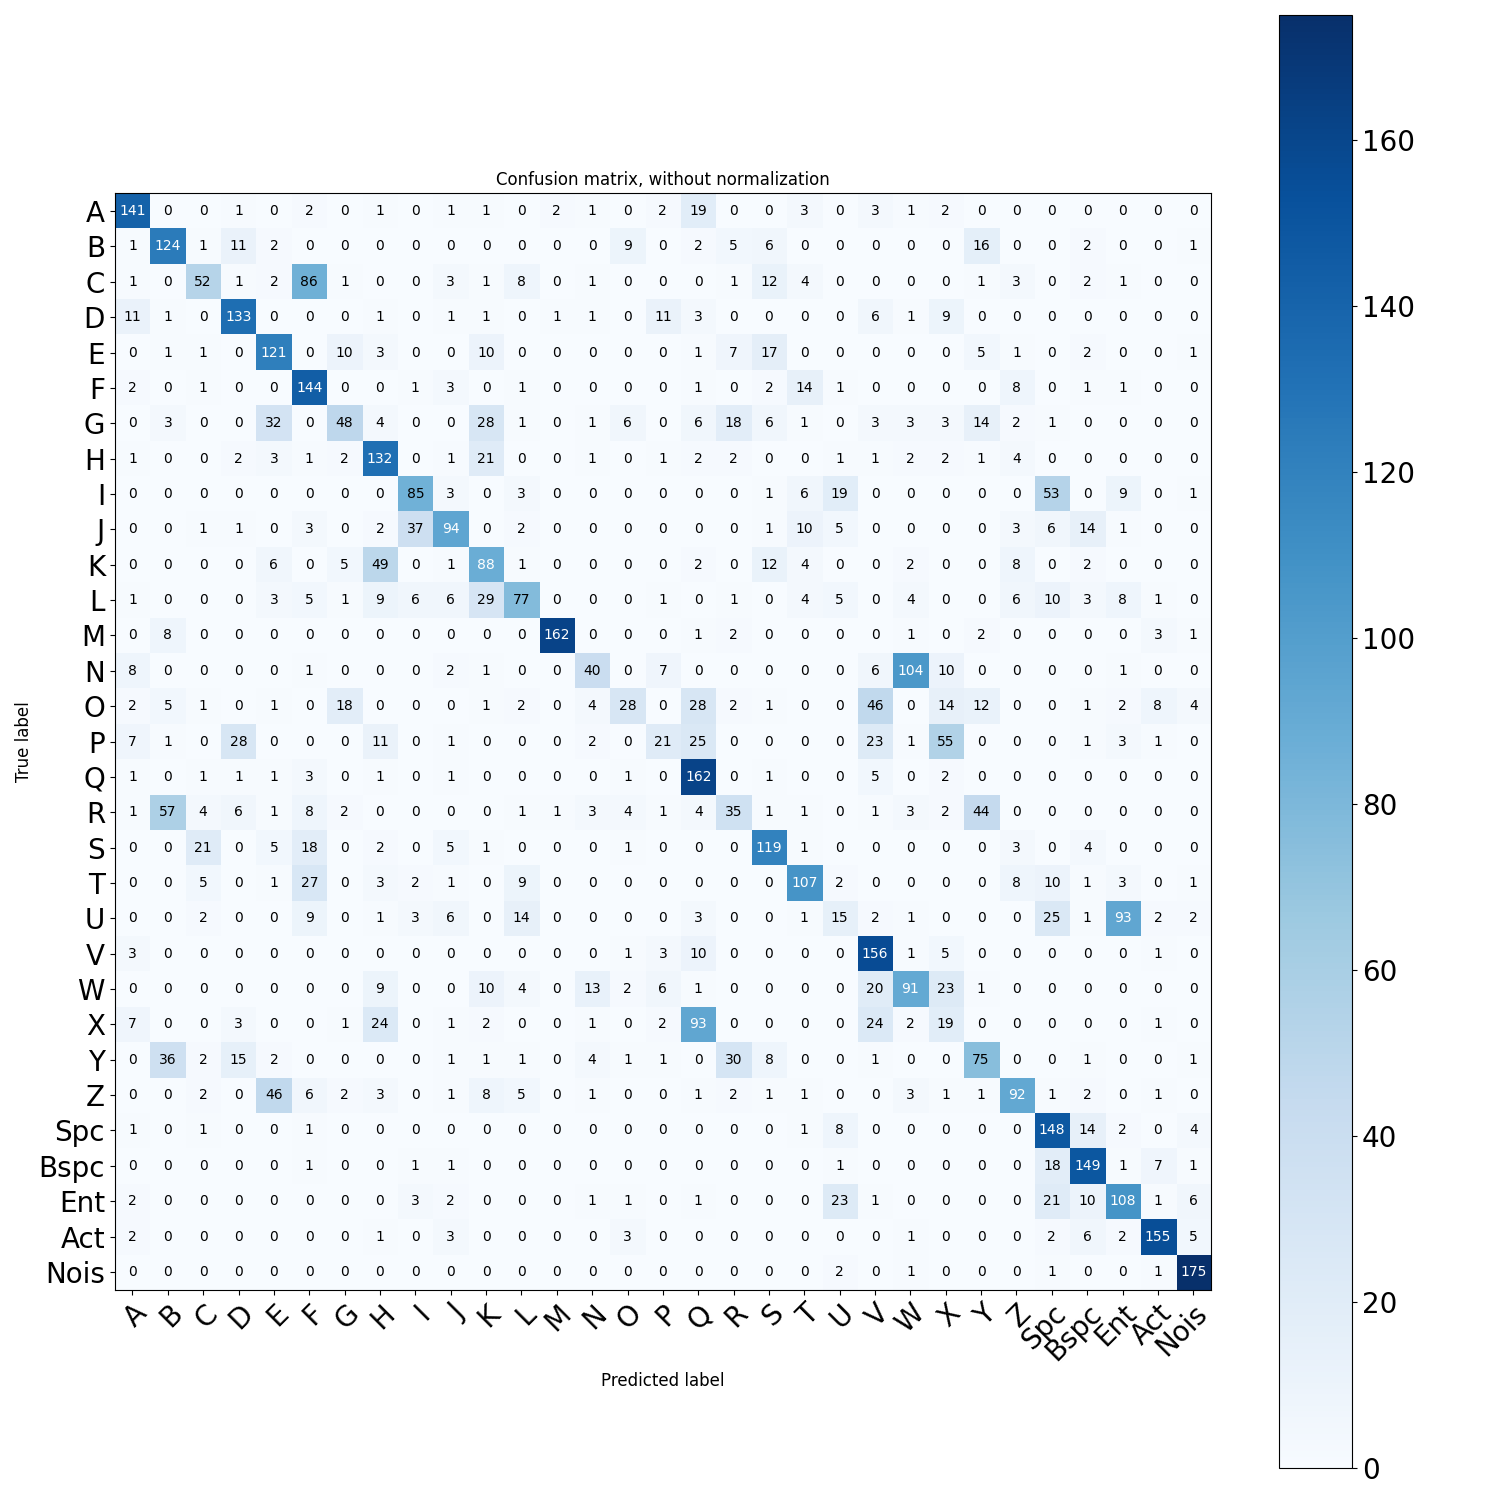 Confusion matrix, without normalization
A 141 0 0 1 0 2 0 1 0 1 1 0 2 1 0 2 19 0 0 3 0 3 1 2 0 0 0 0 0 0 0
B 1 124 1 11 2 0 0 0 0 0 0 0 0 0 9 0 2 5 6 0 0 0 0 0 16 0 0 2 0 0 1
C 1 0 52 1 2 86 1 0 0 3 1 8 0 1 0 0 0 1 12 4 0 0 0 0 1 3 0 2 1 0 0
D 11 1 0 133 0 0 0 1 0 1 1 0 1 1 0 11 3 0 0 0 0 6 1 9 0 0 0 0 0 0 0
E 0 1 1 0 121 0 10 3 0 0 10 0 0 0 0 0 1 7 17 0 0 0 0 0 5 1 0 2 0 0 1
F 2 0 1 0 0 144 0 0 1 3 0 1 0 0 0 0 1 0 2 14 1 0 0 0 0 8 0 1 1 0 0
G 0 3 0 0 32 0 48 4 0 0 28 1 0 1 6 0 6 18 6 1 0 3 3 3 14 2 1 0 0 0 0
H 1 0 0 2 3 1 2 132 0 1 21 0 0 1 0 1 2 2 0 0 1 1 2 2 1 4 0 0 0 0 0
I 0 0 0 0 0 0 0 0 85 3 0 3 0 0 0 0 0 0 1 6 19 0 0 0 0 0 53 0 9 0 1
J 0 0 1 1 0 3 0 2 37 94 0 2 0 0 0 0 0 0 1 10 5 0 0 0 0 3 6 14 1 0 0
K 0 0 0 0 6 0 5 49 0 1 88 1 0 0 0 0 2 0 12 4 0 0 2 0 0 8 0 2 0 0 0
L 1 0 0 0 3 5 1 9 6 6 29 77 0 0 0 1 0 1 0 4 5 0 4 0 0 6 10 3 8 1 0
M 0 8 0 0 0 0 0 0 0 0 0 0 162 0 0 0 1 2 0 0 0 0 1 0 2 0 0 0 0 3 1
N 8 0 0 0 0 1 0 0 0 2 1 0 0 40 0 7 0 0 0 0 0 6 104 10 0 0 0 0 1 0 0
O 2 5 1 0 1 0 18 0 0 0 1 2 0 4 28 0 28 2 1 0 0 46 0 14 12 0 0 1 2 8 4
P 7 1 0 28 0 0 0 11 0 1 0 0 0 2 0 21 25 0 0 0 0 23 1 55 0 0 0 1 3 1 0
Q 1 0 1 1 1 3 0 1 0 1 0 0 0 0 1 0 162 0 1 0 0 5 0 2 0 0 0 0 0 0 0
R 1 57 4 6 1 8 2 0 0 0 0 1 1 3 4 1 4 35 1 1 0 1 3 2 44 0 0 0 0 0 0
S 0 0 21 0 5 18 0 2 0 5 1 0 0 0 1 0 0 0 119 1 0 0 0 0 0 3 0 4 0 0 0
T 0 0 5 0 1 27 0 3 2 1 0 9 0 0 0 0 0 0 0 107 2 0 0 0 0 8 10 1 3 0 1
U 0 0 2 0 0 9 0 1 3 6 0 14 0 0 0 0 3 0 0 1 15 2 1 0 0 0 25 1 93 2 2
V 3 0 0 0 0 0 0 0 0 0 0 0 0 0 1 3 10 0 0 0 0 156 1 5 0 0 0 0 0 1 0
W 0 0 0 0 0 0 0 9 0 0 10 4 0 13 2 6 1 0 0 0 0 20 91 23 1 0 0 0 0 0 0
X 7 0 0 3 0 0 1 24 0 1 2 0 0 1 0 2 93 0 0 0 0 24 2 19 0 0 0 0 0 1 0
Y 0 36 2 15 2 0 0 0 0 1 1 1 0 4 1 1 0 30 8 0 0 1 0 0 75 0 0 1 0 0 1
Z 0 0 2 0 46 6 2 3 0 1 8 5 0 1 0 0 1 2 1 1 0 0 3 1 1 92 1 2 0 1 0
Spc 1 0 1 0 0 1 0 0 0 0 0 0 0 0 0 0 0 0 0 1 8 0 0 0 0 0 148 14 2 0 4
Bspc 0 0 0 0 0 1 0 0 1 1 0 0 0 0 0 0 0 0 0 0 1 0 0 0 0 0 18 149 1 7 1
Ent 2 0 0 0 0 0 0 0 3 2 0 0 0 1 1 0 1 0 0 0 23 1 0 0 0 0 21 10 108 1 6
Act 2 0 0 0 0 0 0 1 0 3 0 0 0 0 3 0 0 0 0 0 0 0 1 0 0 0 2 6 2 155 5
Nois 0 0 0 0 0 0 0 0 0 0 0 0 0 0 0 0 0 0 0 0 2 0 1 0 0 0 1 0 0 1 175
A B C D E F G H I J K L M N O P Q R S T U V W X Y Z Spc Bspc Ent Act Nois
True label
Predicted label
160
140
120
100
80
60
40
20
0